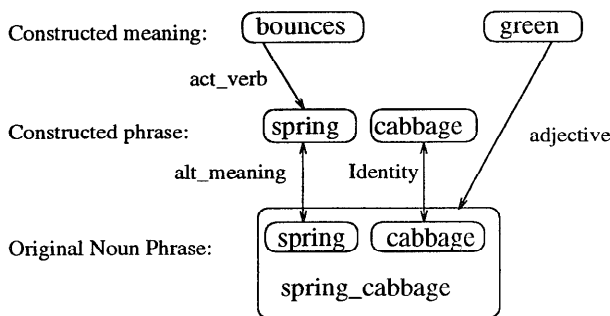 Constructed meaning: bounces green
act_verb
Constructed phrase: spring cabbage adjective
alt_meaning Identity
Original Noun Phrase: spring cabbage
spring_cabbage